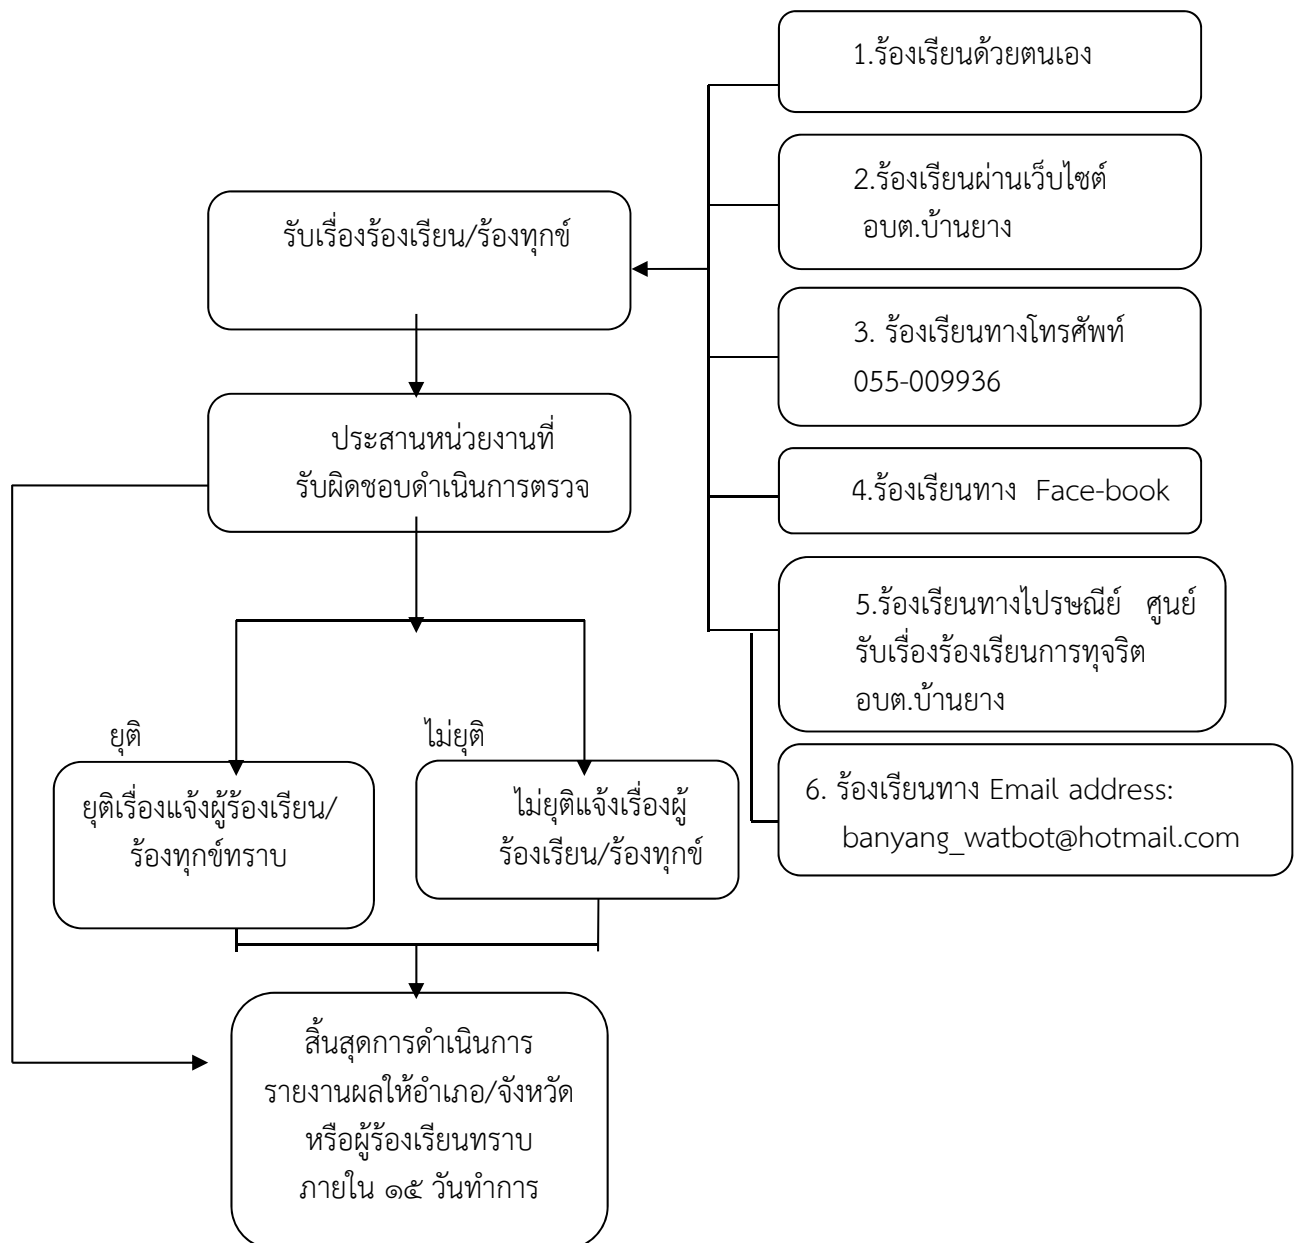 1.ร้องเรียนด้วยตนเอง
2.ร้องเรียนผ่านเว็บไซต์
อบต.บ้านยาง
3. ร้องเรียนทางโทรศัพท์
055-009936
4.ร้องเรียนทาง Face-book
5.ร้องเรียนทางไปรษณีย์ ศูนย์
รับเรื่องร้องเรียนการทุจริต
อบต.บ้านยาง
6. ร้องเรียนทาง Email address:
banyang_watbot@hotmail.com
รับเรื่องร้องเรียน/ร้องทุกข์
ประสานหน่วยงานที่
รับผิดชอบดำเนินการตรวจ
ยุติ
ไม่ยุติ
ยุติเรื่องแจ้งผู้ร้องเรียน/
ร้องทุกข์ทราบ
ไม่ยุติแจ้งเรื่องผู้
ร้องเรียน/ร้องทุกข์
สิ้นสุดการดำเนินการ
รายงานผลให้อำเภอ/จังหวัด
หรือผู้ร้องเรียนทราบ
ภายใน ๑๕ วันทำการ